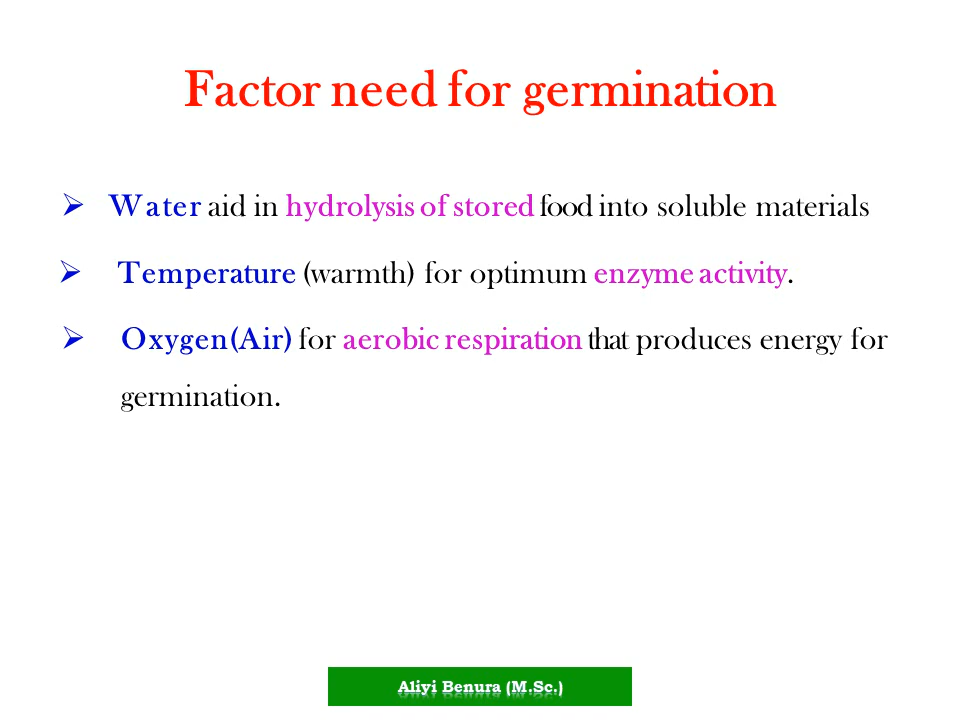 Factor need for germination
➢ Water aid in hydrolysis of stored food into soluble materials
➢ Temperature (warmth) for optimum enzyme activity.
➢ Oxygen(Air) for aerobic respiration that produces energy for
germination.
Aliyi Benura (M.Sc.)